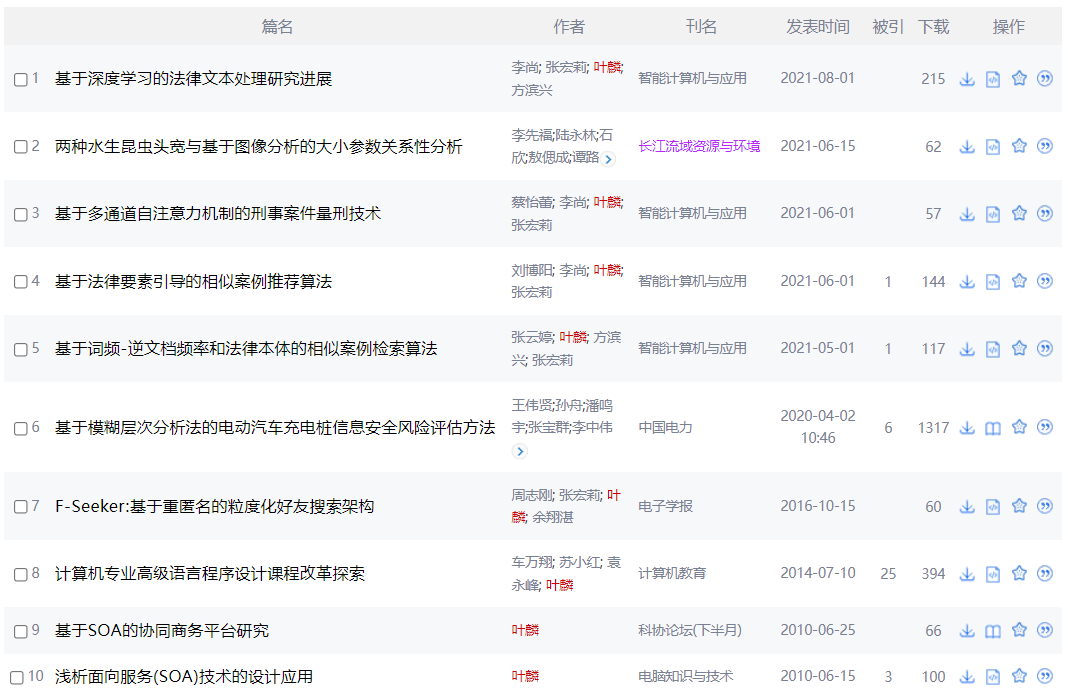 篇名 作者 刊名 发表时间 被引 下载 操作
1 基于深度学习的法律文本处理研究进展 李尚; 张宏莉; 叶麟; 智能计算机与应用 2021-08-01 215
方滨兴
2 两种水生昆虫头宽与基于图像分析的大小参数关系性分析 李先福;陆永林;石 长江流域资源与环境 2021-06-15 62
欣;敖偲成;谭路
3 基于多通道自注意力机制的刑事案件量刑技术 蔡怡蕾; 李尚; 叶麟; 智能计算机与应用 2021-06-01 57
张宏莉
4 基于法律要素引导的相似案例推荐算法 刘博阳; 李尚; 叶麟; 智能计算机与应用 2021-06-01 1 144
张宏莉
5 基于词频-逆文档频率和法律本体的相似案例检索算法 张云婷; 叶麟; 方滨 智能计算机与应用 2021-05-01 1 117
兴; 张宏莉
6 基于模糊层次分析法的电动汽车充电桩信息安全风险评估方法 王伟贤;孙舟;潘鸣 中国电力 2020-04-02 6 1317
宇;张宝群;李中伟 10:46
7 F-Seeker:基于重匿名的粒度化好友搜索架构 周志刚; 张宏莉; 叶 电子学报 2016-10-15 60
麟; 余翔湛
8 计算机专业高级语言程序设计课程改革探索 车万翔; 苏小红; 袁 计算机教育 2014-07-10 25 394
永峰; 叶麟
9 基于SOA的协同商务平台研究 叶麟 科协论坛(下半月) 2010-06-25 66
10 浅析面向服务(SOA)技术的设计应用 叶麟 电脑知识与技术 2010-06-15 3 100